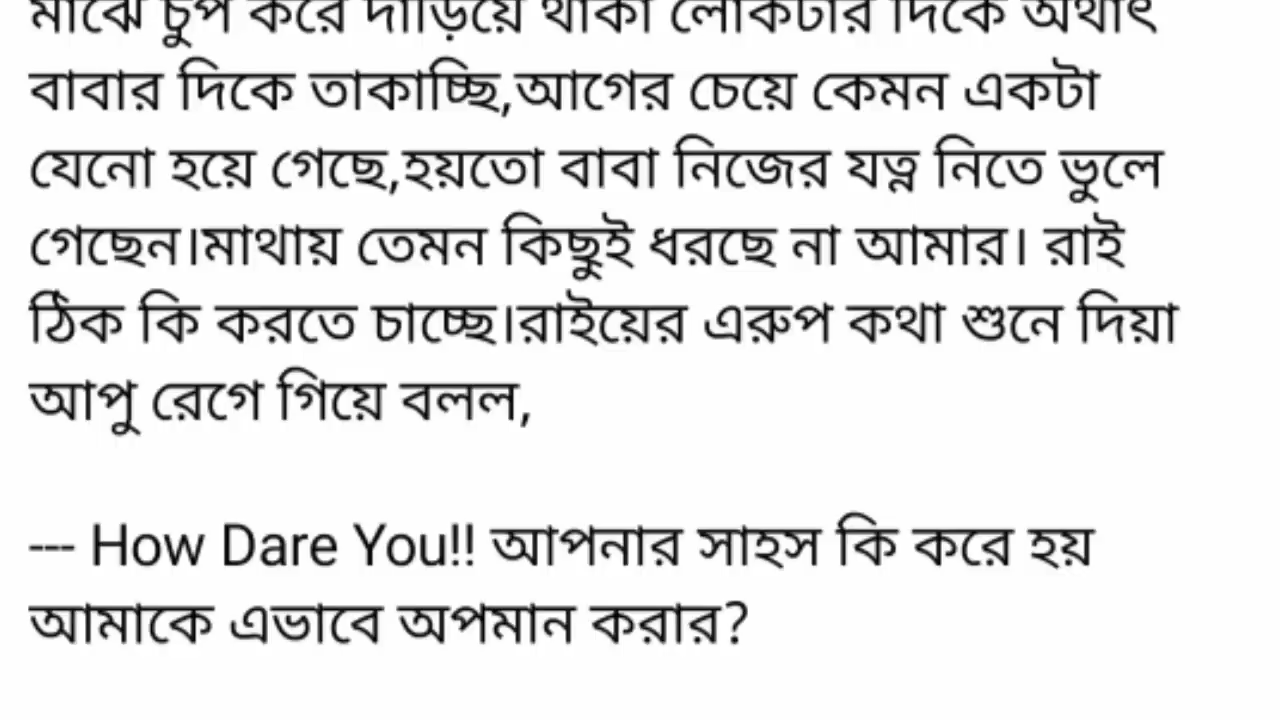 মাঝে চুপ করে দাঁড়িয়ে থাকা লোকটার দিকে অর্থাৎ
বাবার দিকে তাকাচ্ছি,আগের চেয়ে কেমন একটা
যেনো হয়ে গেছে,হয়তো বাবা নিজের যত্ন নিতে ভুলে
গেছেন।মাথায় তেমন কিছুই ধরছে না আমার। রাই
ঠিক কি করতে চাচ্ছে।রাইয়ের এরুপ কথা শুনে দিয়া
আপু রেগে গিয়ে বলল,
--- How Dare You!! আপনার সাহস কি করে হয়
আমাকে এভাবে অপমান করার?